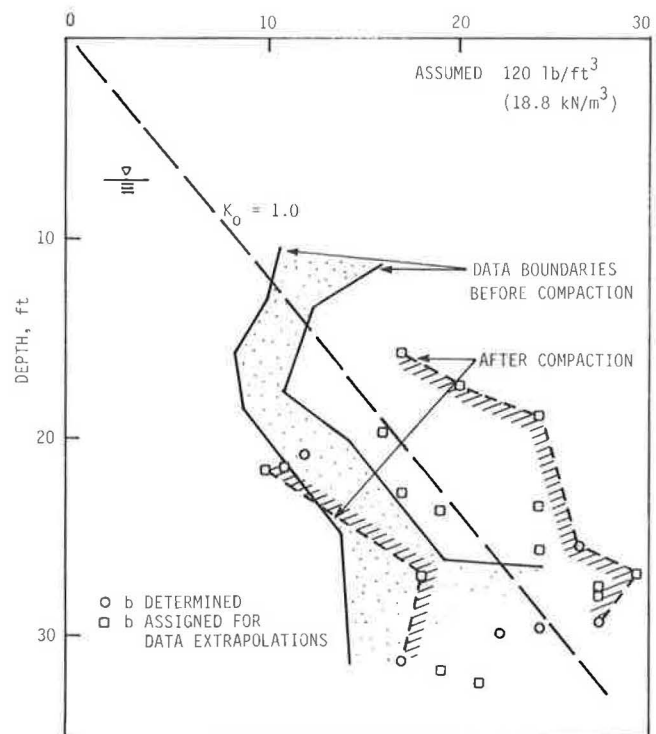 0 10 20 30
ASSUMED 120 lb/ft³
(18.8 kN/m³)
K₀ = 1.0
10
DATA BOUNDARIES
BEFORE COMPACTION
DEPTH, ft
AFTER COMPACTION
20
b DETERMINED
b ASSIGNED FOR
DATA EXTRAPOLATIONS
30